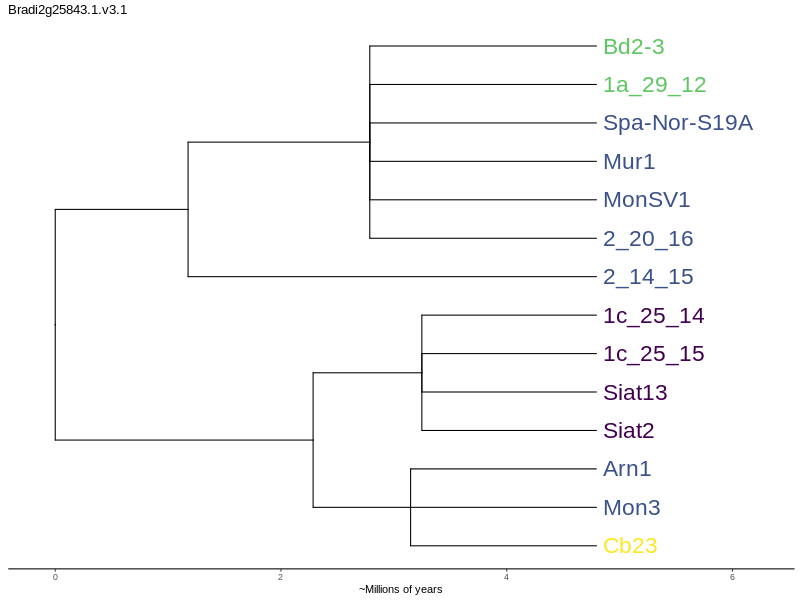 Bradi2g25843.1.v3.1
Bd2-3
1a_29_12
Spa-Nor-S19A
Mur1
MonSV1
2_20_16
2_14_15
1c_25_14
1c_25_15
Siat13
Siat2
Arn1
Mon3
Cb23
0 2 4 6
~Millions of years